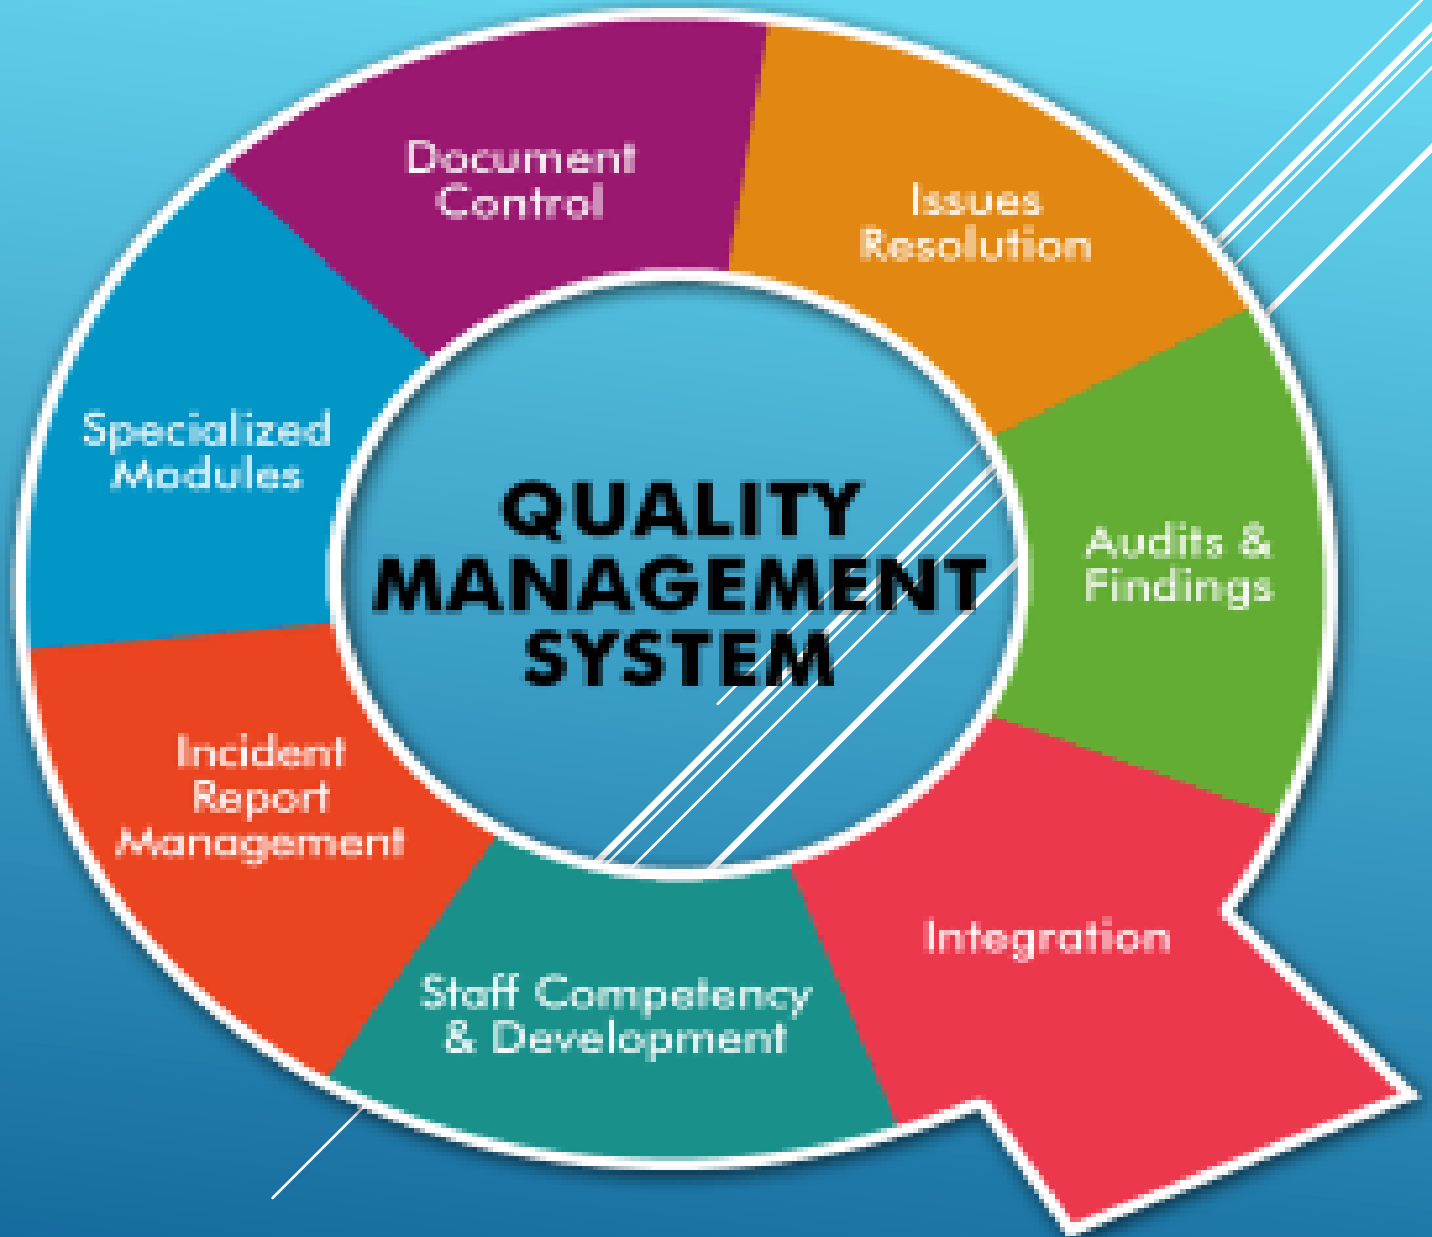 Document
Control
Issues
Resolution
Audits &
Findings
Integration
Staff Competency
& Development
Incident
Report
Management
Specialized
Modules
QUALITY
MANAGEMENT
SYSTEM